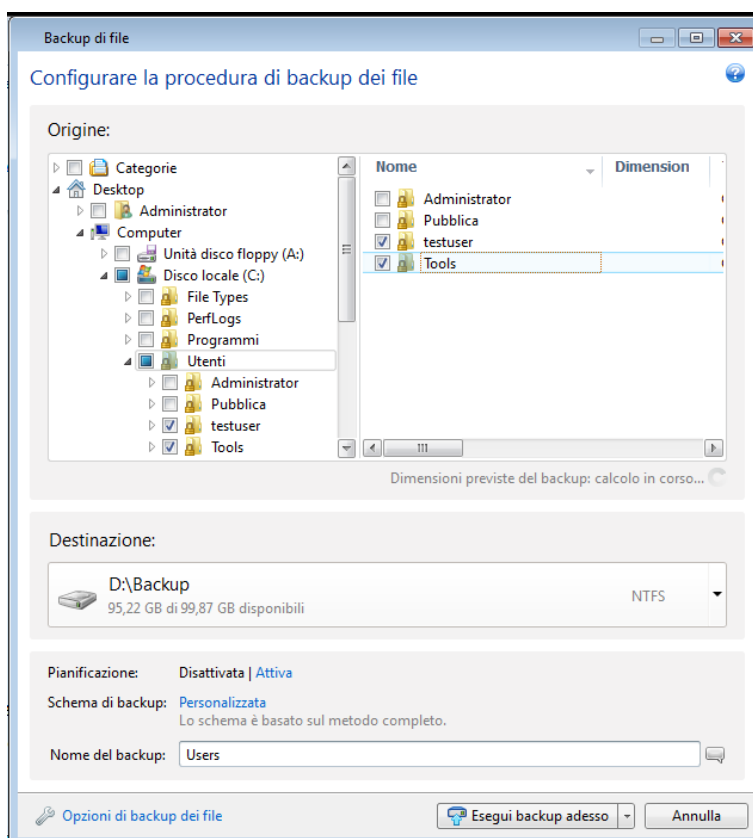 Backup di file
Configurare la procedura di backup dei file
Origine:
Categorie
Desktop
Administrator
Computer
Unità disco floppy (A:)
Disco locale (C:)
File Types
PerfLogs
Programmi
Utenti
Administrator
Pubblica
testuser
Tools
Nome
Dimension
Administrator
Pubblica
testuser
Tools
Dimensioni previste del backup: calcolo in corso...
Destinazione:
D:\Backup
95,22 GB di 99,87 GB disponibili
NTFS
Pianificazione: Disattivata | Attiva
Schema di backup: Personalizzata
Lo schema è basato sul metodo completo.
Nome del backup: Users
Opzioni di backup dei file
Esegui backup adesso
Annulla